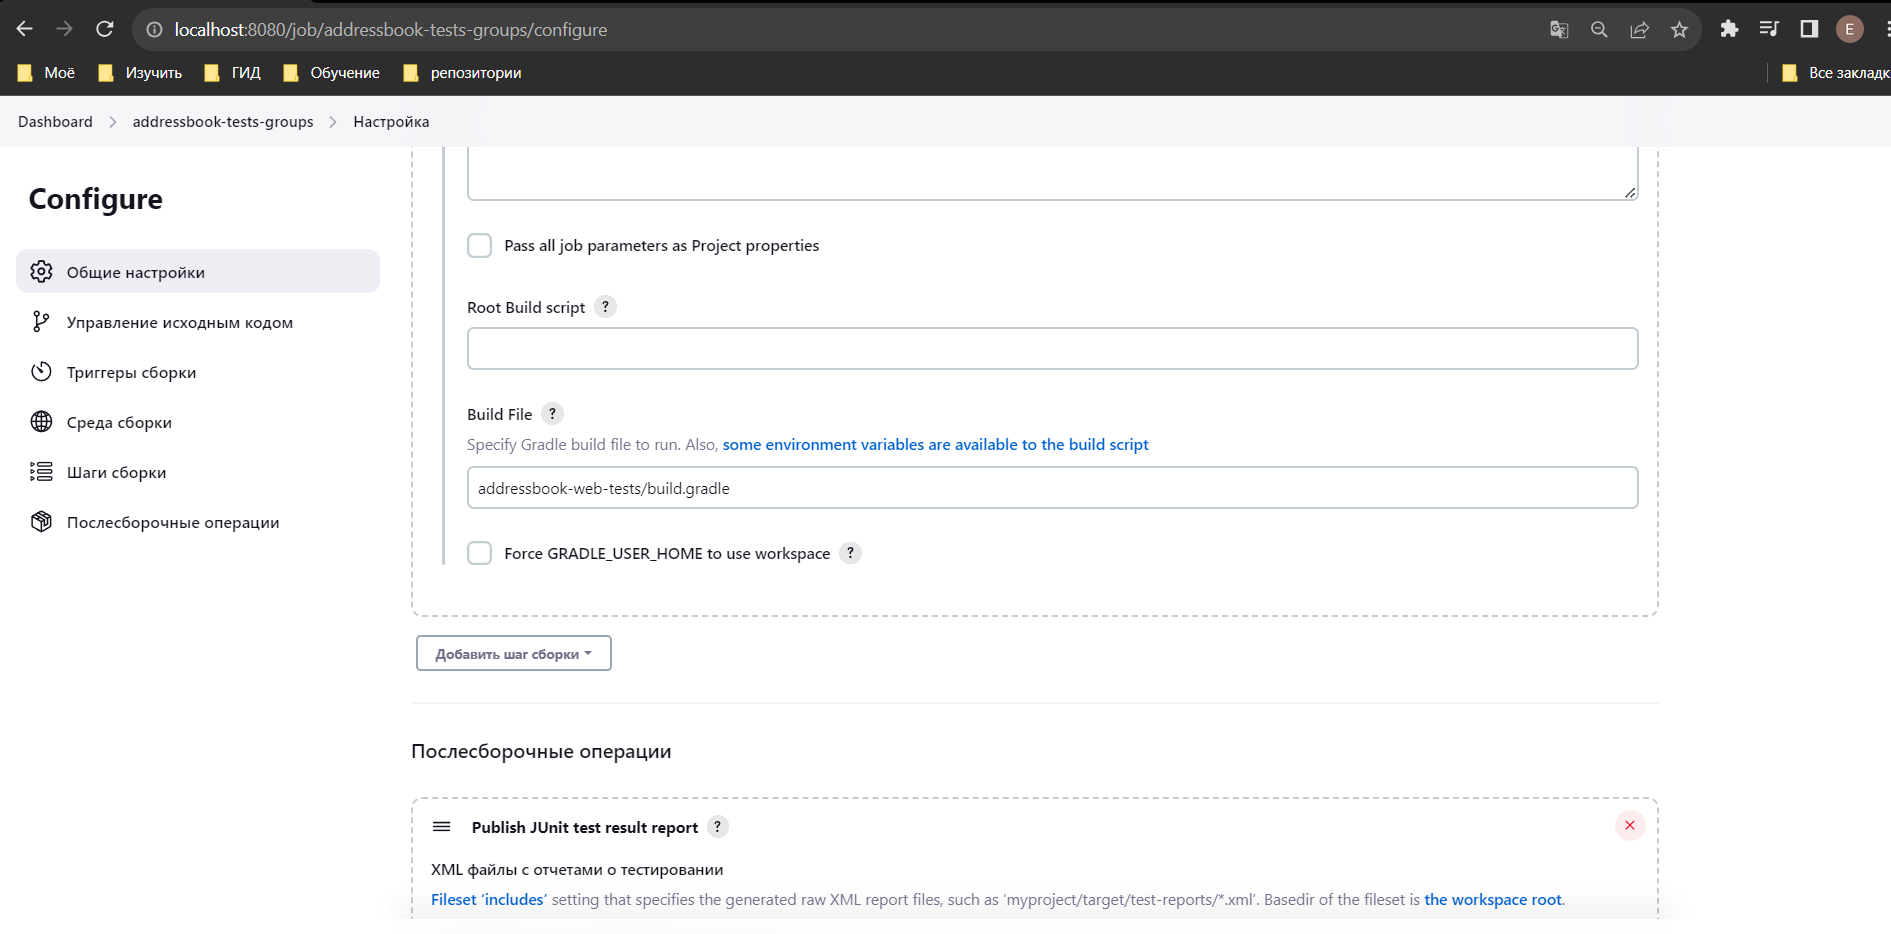 localhost:8080/job/addressbook-tests-groups/configure
E
Моё
Изучить
ГИД
Обучение
репозитории
Все закладк
Dashboard
addressbook-tests-groups
Настройка
Configure
Общие настройки
Управление исходным кодом
Триггеры сборки
Среда сборки
Шаги сборки
Послесборочные операции
Pass all job parameters as Project properties
Root Build script ?
Build File ?
Specify Gradle build file to run. Also, some environment variables are available to the build script
addressbook-web-tests/build.gradle
Force GRADLE_USER_HOME to use workspace ?
Добавить шаг сборки
Послесборочные операции
Publish JUnit test result report ?
XML файлы с отчетами о тестировании
Fileset ‘includes’ setting that specifies the generated raw XML report files, such as ‘myproject/target/test-reports/*.xml’. Basedir of the fileset is the workspace root.